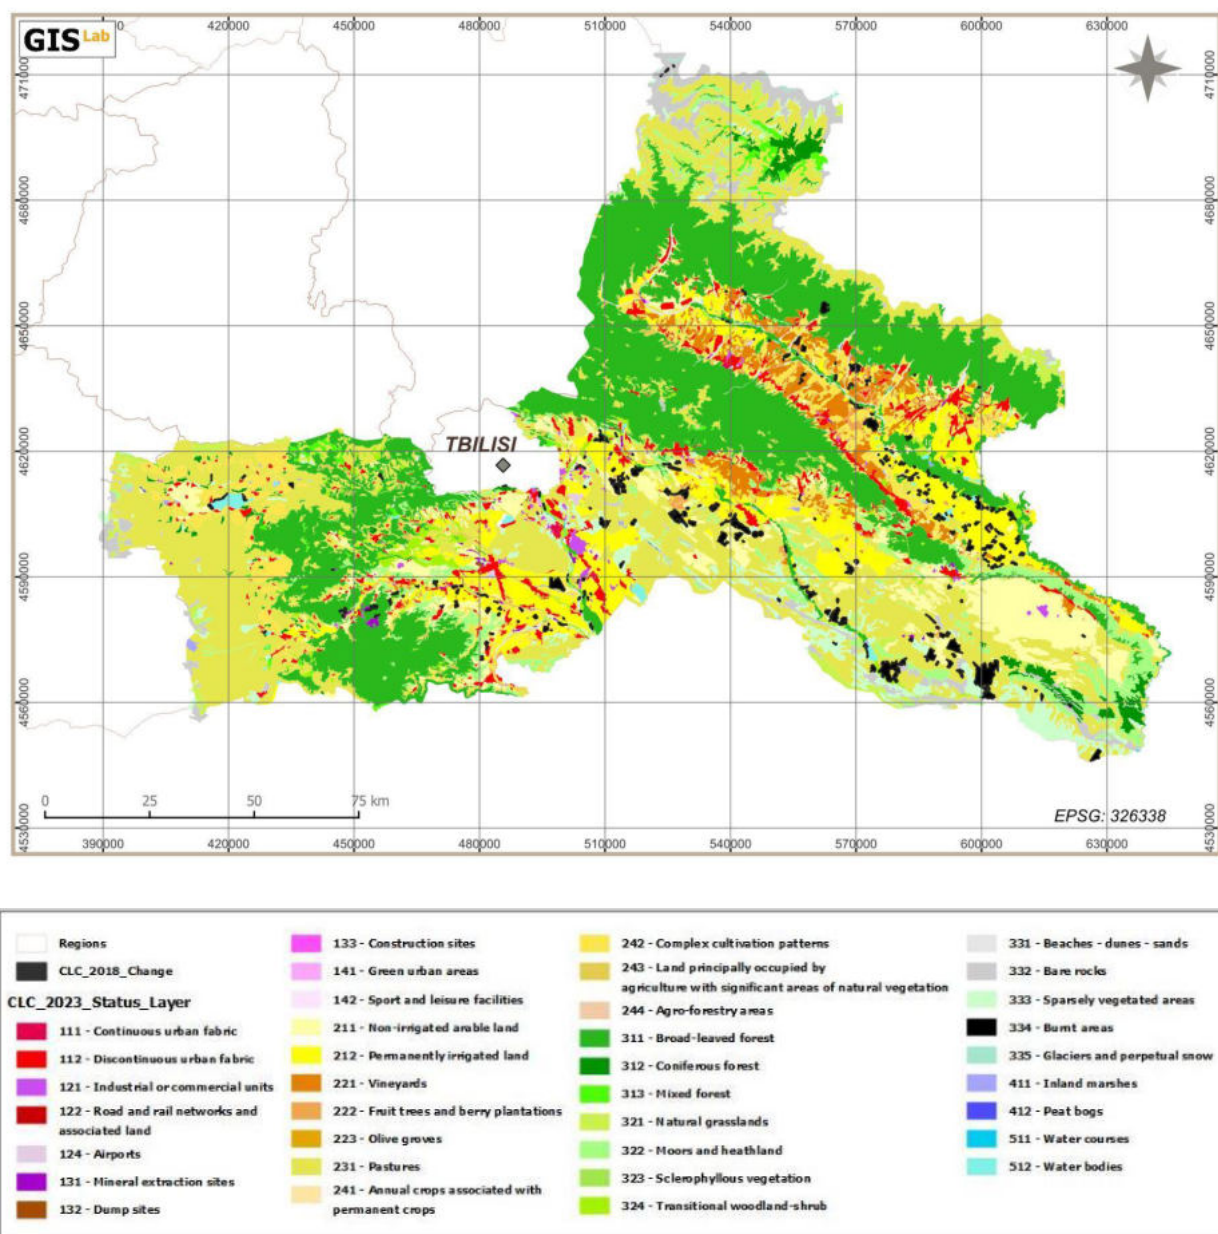 GIS Lab
420000 450000 480000 510000 540000 570000 600000 630000
4710000 4710000
4680000 4680000
4650000 4650000
4620000 4620000
TBILISI
4590000 4590000
4560000 4560000
4530000 4530000
0 25 50 75 km
EPSG: 326338
390000 420000 450000 480000 510000 540000 570000 600000 630000
Regions
CLC_2018_Change
CLC_2023_Status_Layer
111 - Continuous urban fabric
112 - Discontinuous urban fabric
121 - Industrial or commercial units
122 - Road and rail networks and
associated land
124 - Airports
131 - Mineral extraction sites
132 - Dump sites
133 - Construction sites
141 - Green urban areas
142 - Sport and leisure facilities
211 - Non-irrigated arable land
212 - Permanently irrigated land
221 - Vineyards
222 - Fruit trees and berry plantations
223 - Olive groves
231 - Pastures
241 - Annual crops associated with
permanent crops
242 - Complex cultivation patterns
243 - Land principally occupied by
agriculture with significant areas of natural vegetation
244 - Agro-forestry areas
311 - Broad-leaved forest
312 - Coniferous forest
313 - Mixed forest
321 - Natural grasslands
322 - Moors and heathland
323 - Sclerophyllous vegetation
324 - Transitional woodland-shrub
331 - Beaches - dunes - sands
332 - Bare rocks
333 - Sparsely vegetated areas
334 - Burnt areas
335 - Glaciers and perpetual snow
411 - Inland marshes
412 - Peat bogs
511 - Water courses
512 - Water bodies